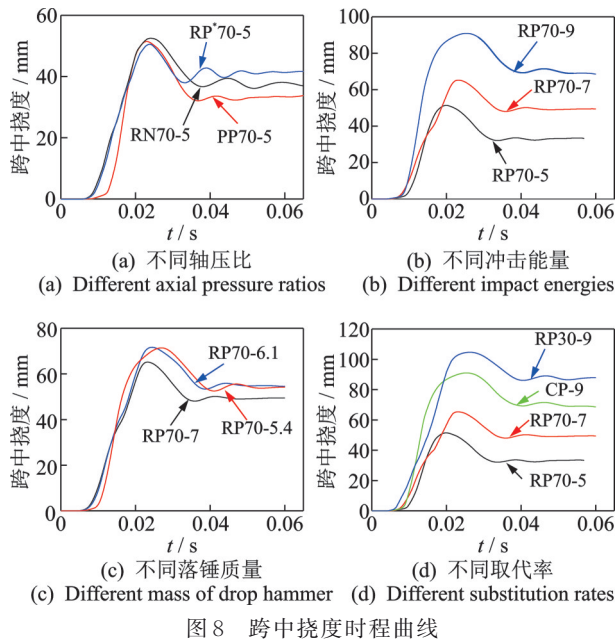 60
40
20
0
跨中挠度 / mm
RP*70-5
RN70-5
PP70-5
0 0.02 0.04 0.06
t / s
(a) 不同轴压比
(a) Different axial pressure ratios
100
80
60
40
20
0
跨中挠度 / mm
RP70-9
RP70-7
RP70-5
0 0.02 0.04 0.06
t / s
(b) 不同冲击能量
(b) Different impact energies
80
60
40
20
0
跨中挠度 / mm
RP70-6.1
RP70-7
RP70-5.4
0 0.02 0.04 0.06
t / s
(c) 不同落锤质量
(c) Different mass of drop hammer
120
100
80
60
40
20
0
跨中挠度 / mm
RP30-9
CP-9
RP70-7
RP70-5
0 0.02 0.04 0.06
t / s
(d) 不同取代率
(d) Different substitution rates
图8 跨中挠度时程曲线